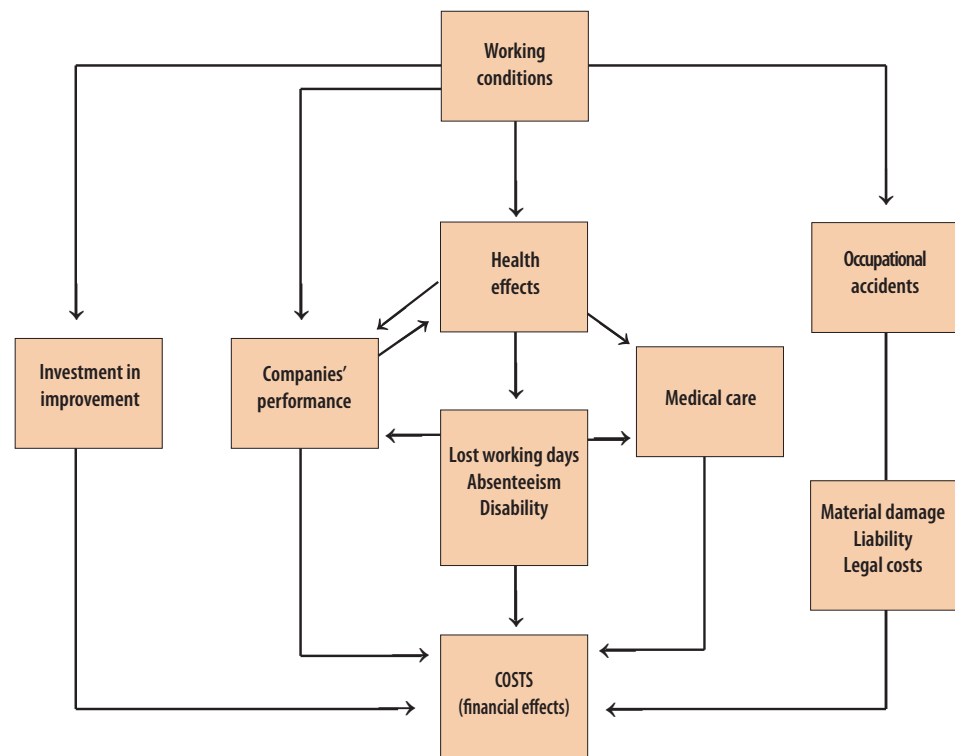 Working
conditions
Health
effects
Occupational
accidents
Investment in
improvement
Companies’
performance
Medical care
Lost working days
Absenteeism
Disability
Material damage
Liability
Legal costs
COSTS
(financial effects)